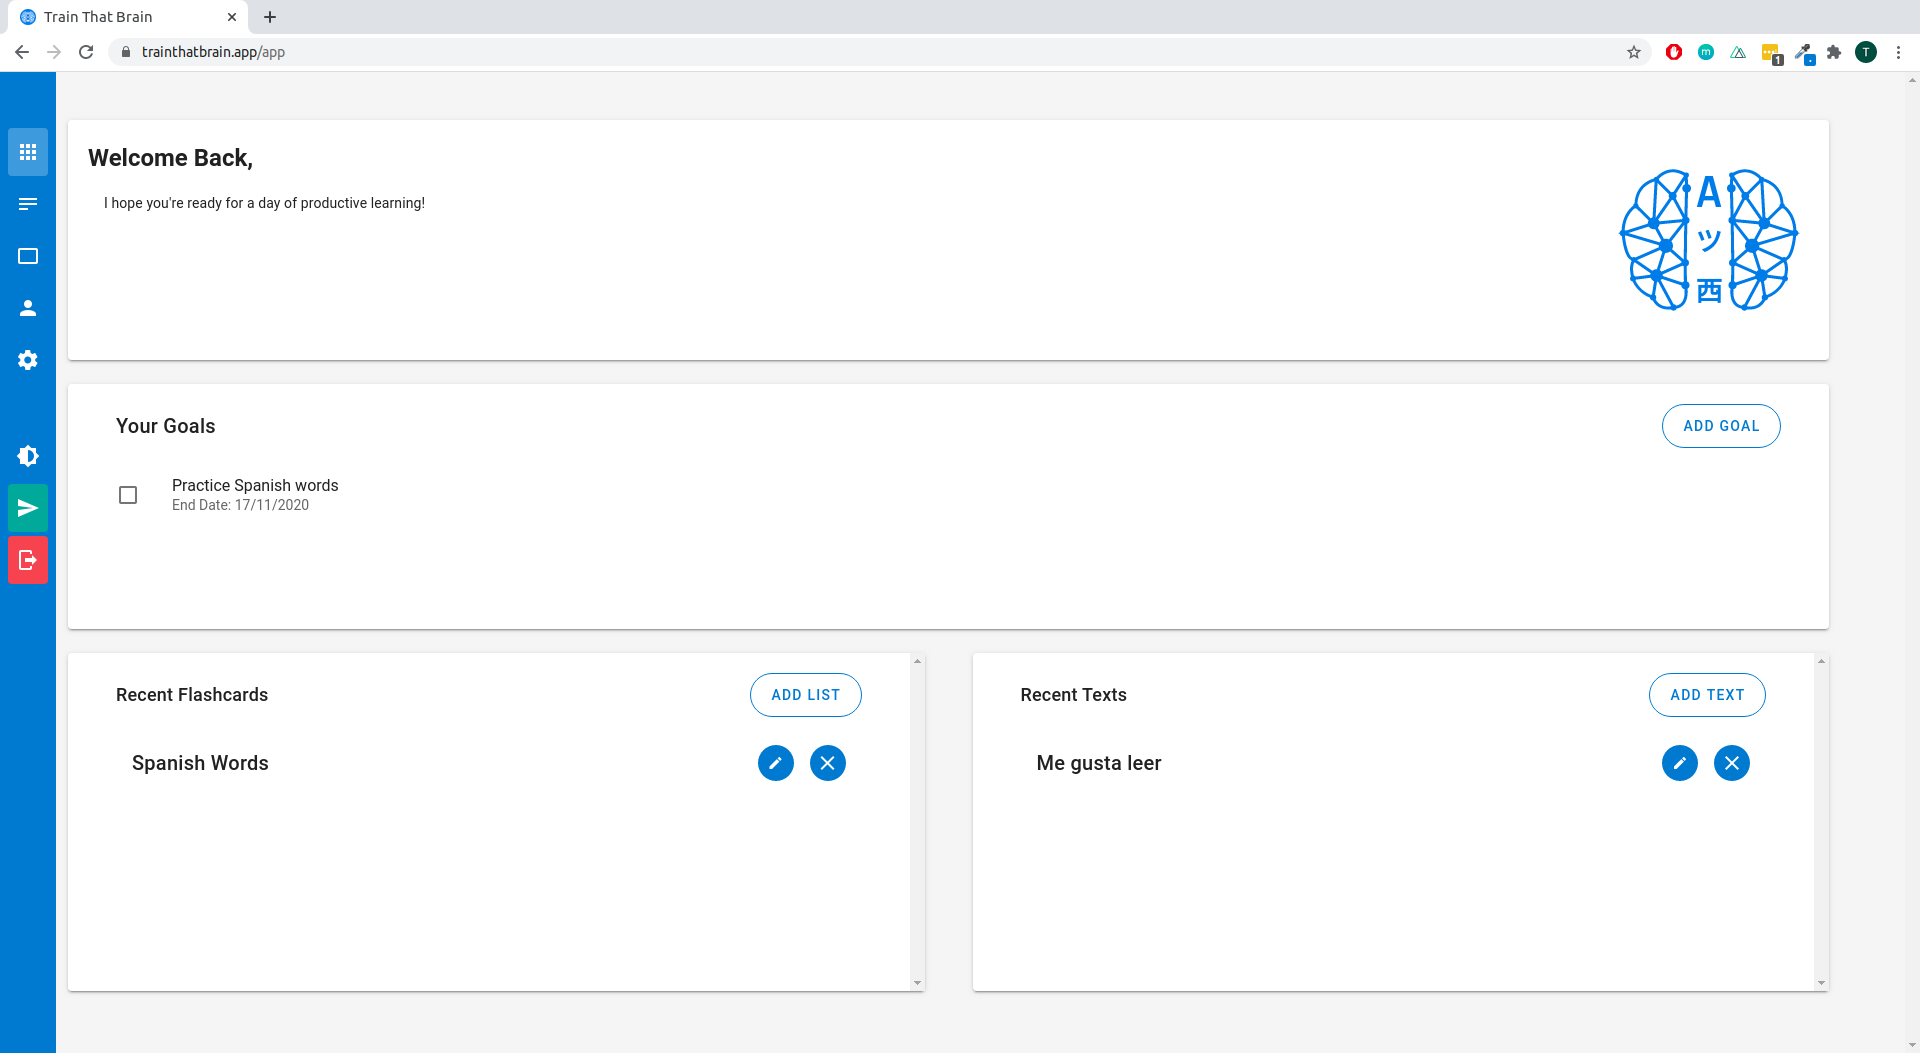 Train That Brain
trainthatbrain.app/app
m
1
T
Welcome Back,
I hope you're ready for a day of productive learning!
A
ツ
西
Your Goals
ADD GOAL
Practice Spanish words
End Date: 17/11/2020
Recent Flashcards
ADD LIST
Recent Texts
ADD TEXT
Spanish Words
Me gusta leer